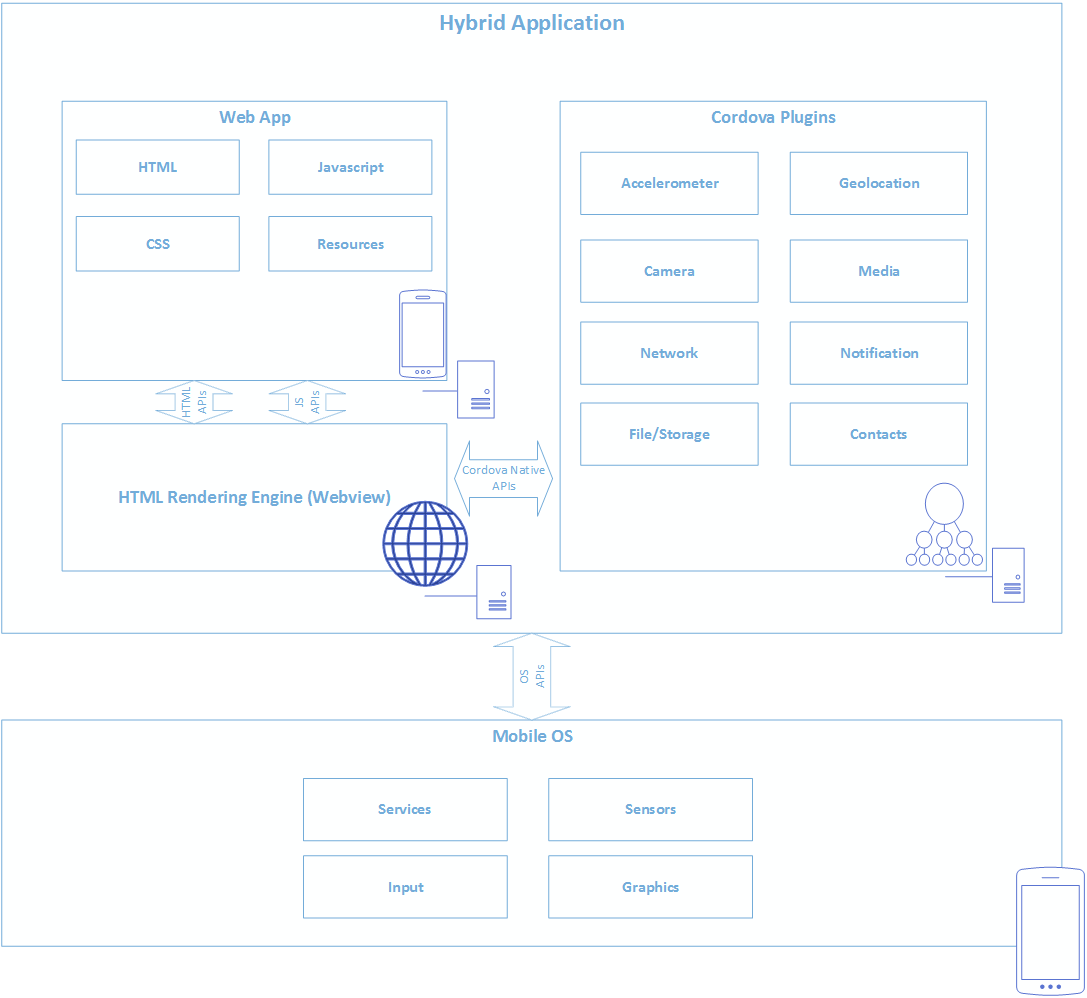 Hybrid Application
Web App
HTML
Javascript
CSS
Resources
Cordova Plugins
Accelerometer
Geolocation
Camera
Media
Network
Notification
File/Storage
Contacts
HTML
APIs
JS
APIs
HTML Rendering Engine (Webview)
Cordova Native
APIs
OS
APIs
Mobile OS
Services
Sensors
Input
Graphics